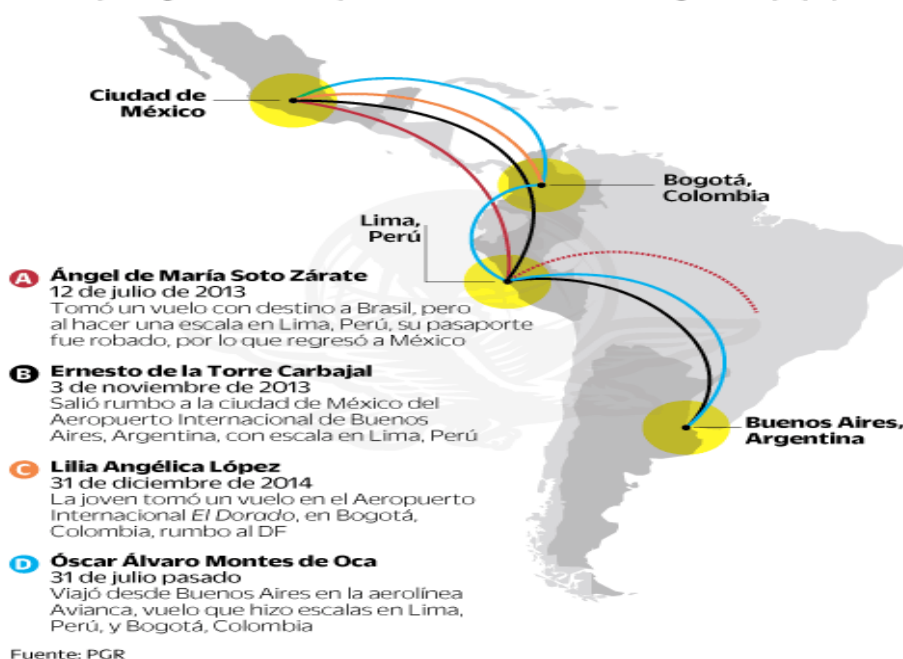 Ciudad de
México
Bogotá,
Colombia
Lima,
Perú
A Ángel de María Soto Zárate
12 de julio de 2013
Tomó un vuelo con destino a Brasil, pero
al hacer una escala en Lima, Perú, su pasaporte
fue robado, por lo que regresó a México
B Ernesto de la Torre Carbajal
3 de noviembre de 2013
Salió rumbo a la ciudad de México del
Aeropuerto Internacional de Buenos
Aires, Argentina, con escala en Lima, Perú
Buenos Aires,
Argentina
C Lilia Angélica López
31 de diciembre de 2014
La joven tomó un vuelo en el Aeropuerto
Internacional El Dorado, en Bogotá,
Colombia, rumbo al DF
D Óscar Álvaro Montes de Oca
31 de julio pasado
Viajó desde Buenos Aires en la aerolínea
Avianca, vuelo que hizo escalas en Lima,
Perú, y Bogotá, Colombia
Fuente: PGR